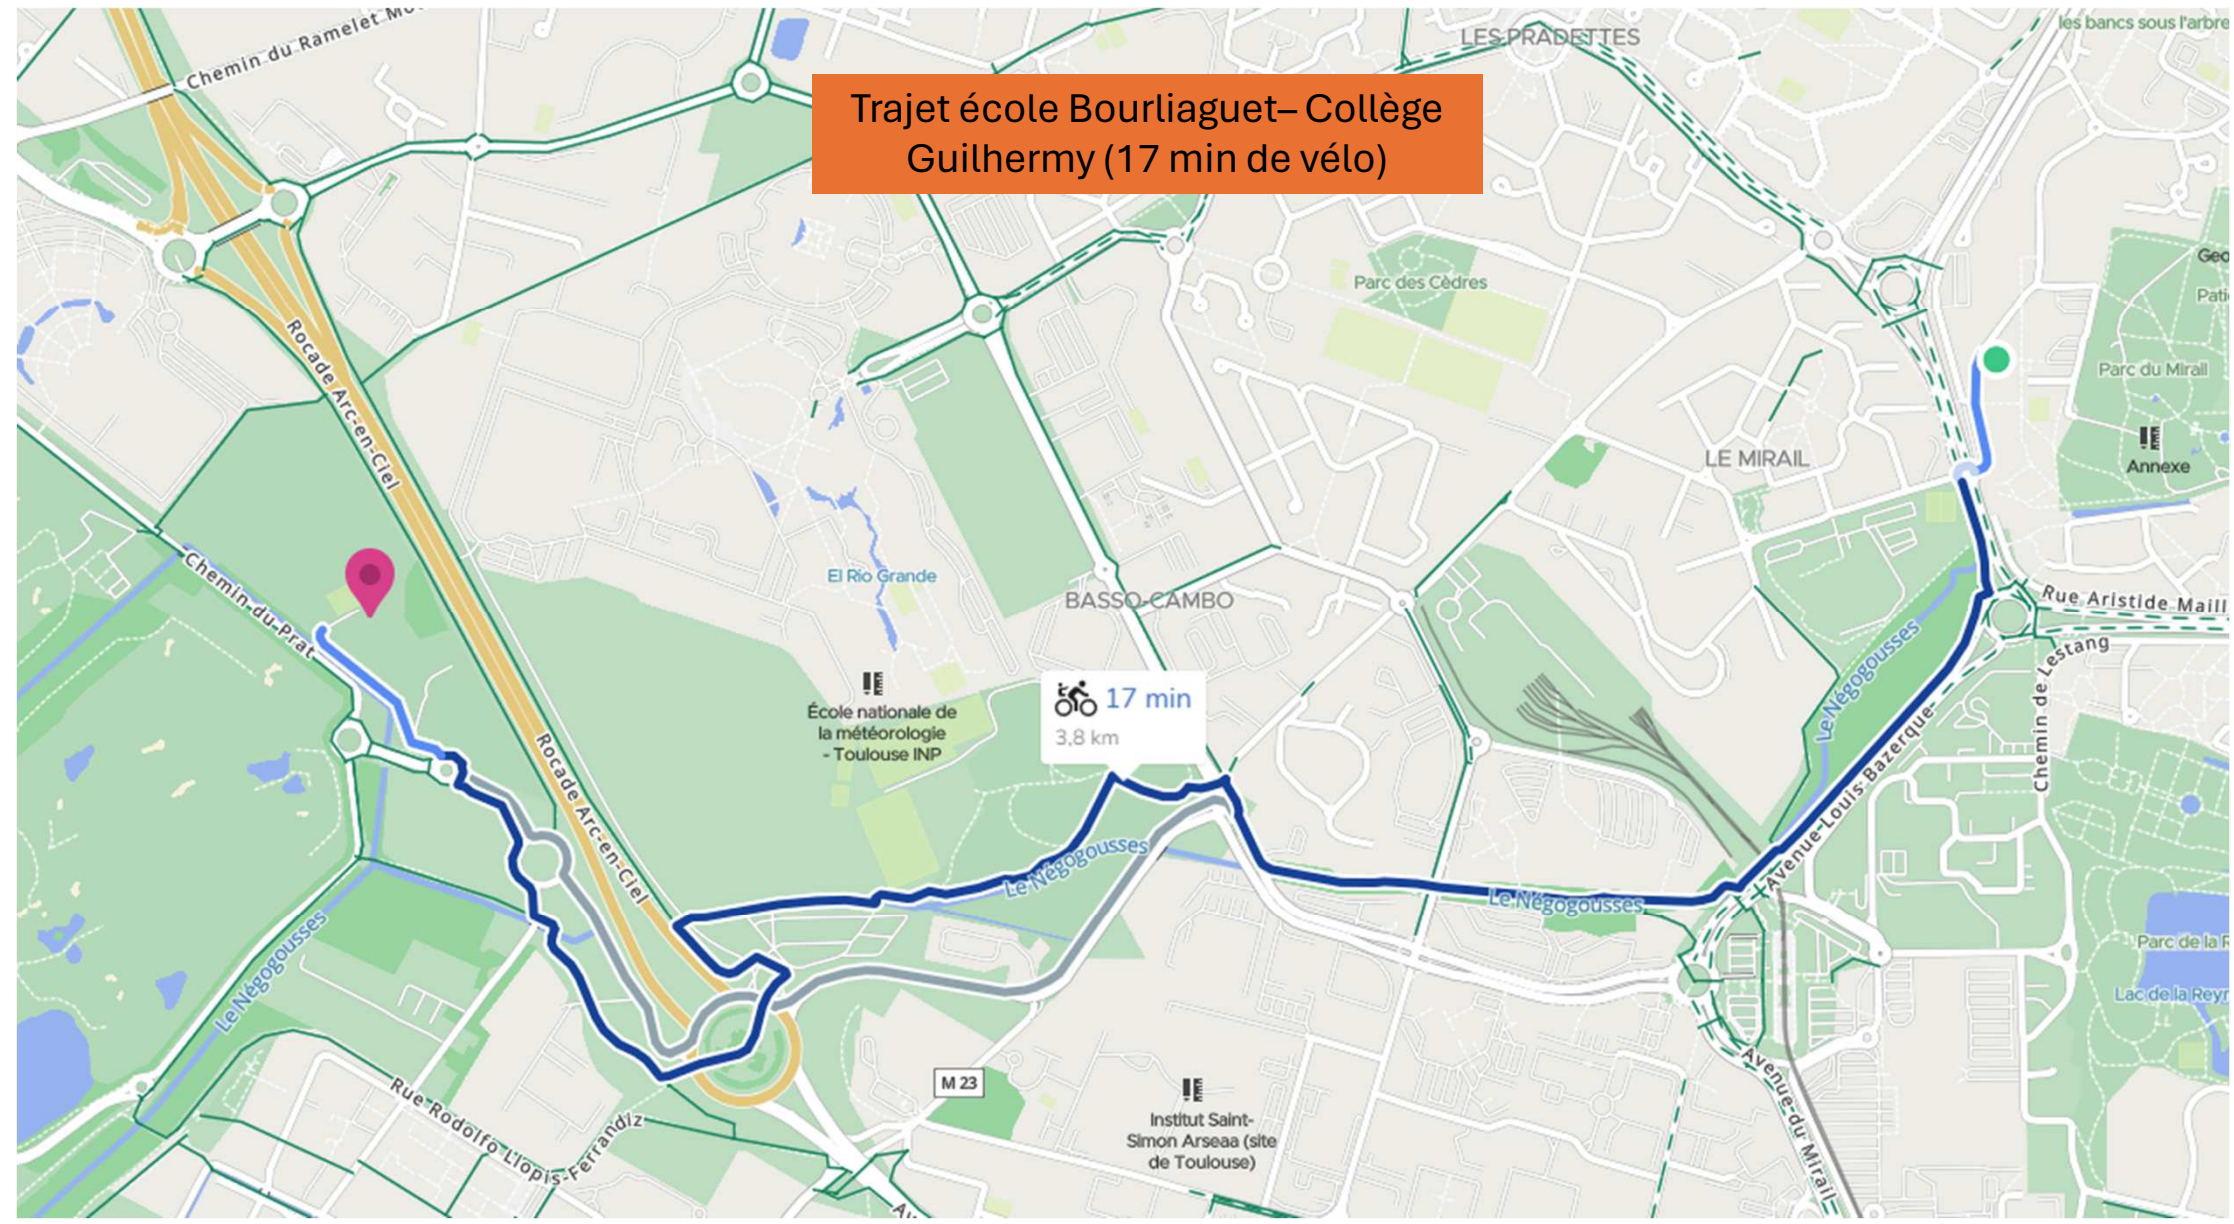 Trajet école Bourliaguet– Collège
Guilhermy (17 min de vélo)
Chemin du Ramelet
LES PRADETTES
les bancs sous l'arbre
Parc des Cèdres
Rocade Arc-en-Ciel
Parc du Mirail
LE MIRAIL
Annexe
Chemin du Prat
El Rio Grande
BASSO-CAMBO
Rue Aristide Maill
Chemin de Lestang
Le Négogousses
École nationale de
la météorologie
- Toulouse INP
17 min
3,8 km
Avenue Louis Bazerque
Rocade Arc-en-Ciel
Le Négogousses
Le Négogousses
Le Négogousses
Parc de la R
Lac de la Reyn
M 23
Rue Rodolfo Llopis-Ferrandiz
Institut Saint-
Simon Arseaa (site
de Toulouse)
Avenue du Mirail